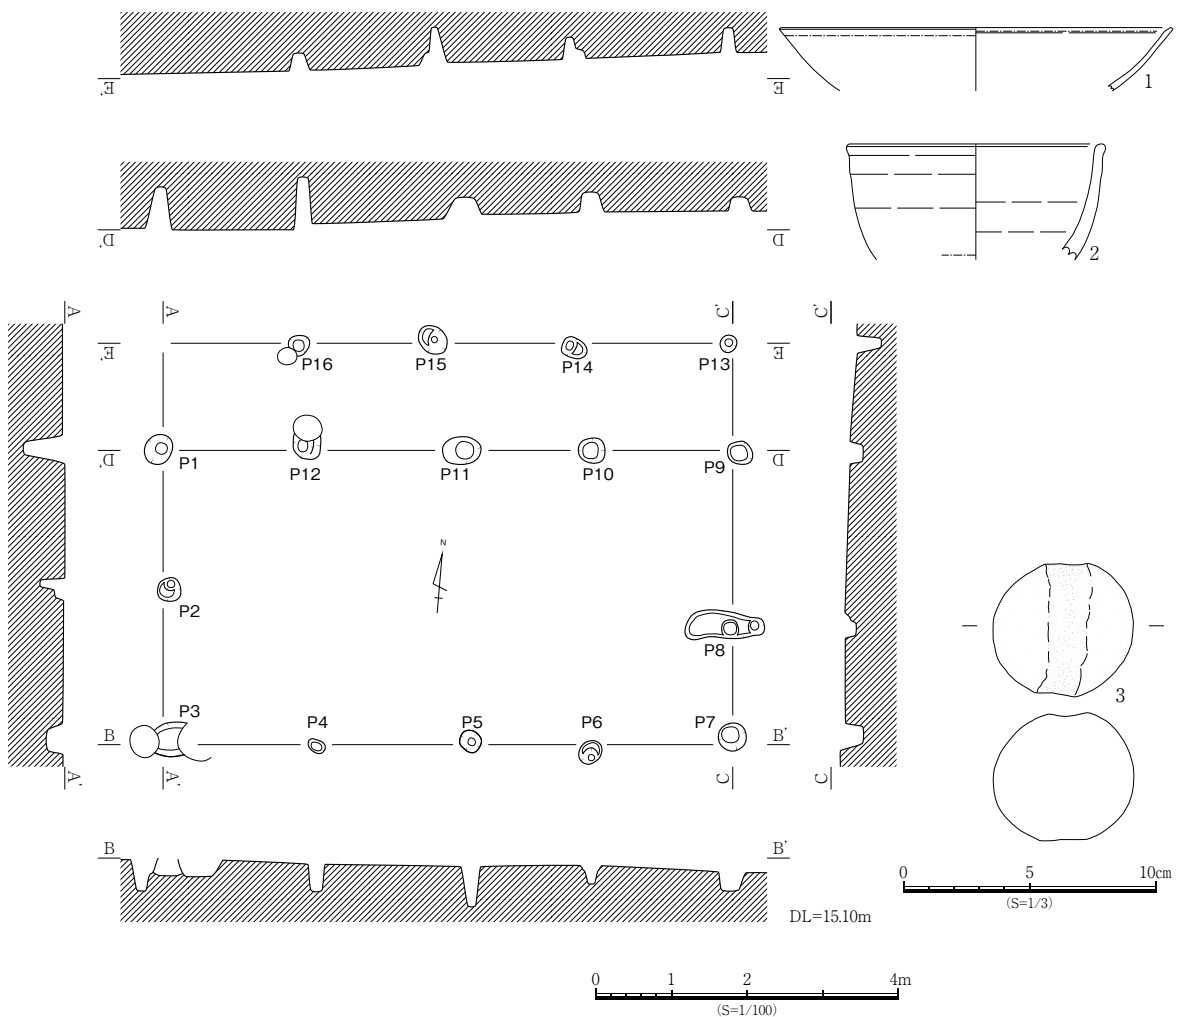 E' E 1
D' D 2
A A C' C'
E' P16 P15 P14 P13 E
D' P1 P12 P11 P10 P9 D
N
P2 P8
3
P3 P4 P5 P6 P7
B B'
A' A' C C
B B'
0 5 10㎝
(S=1/3)
DL=15.10m
0 1 2 4m
(S=1/100)